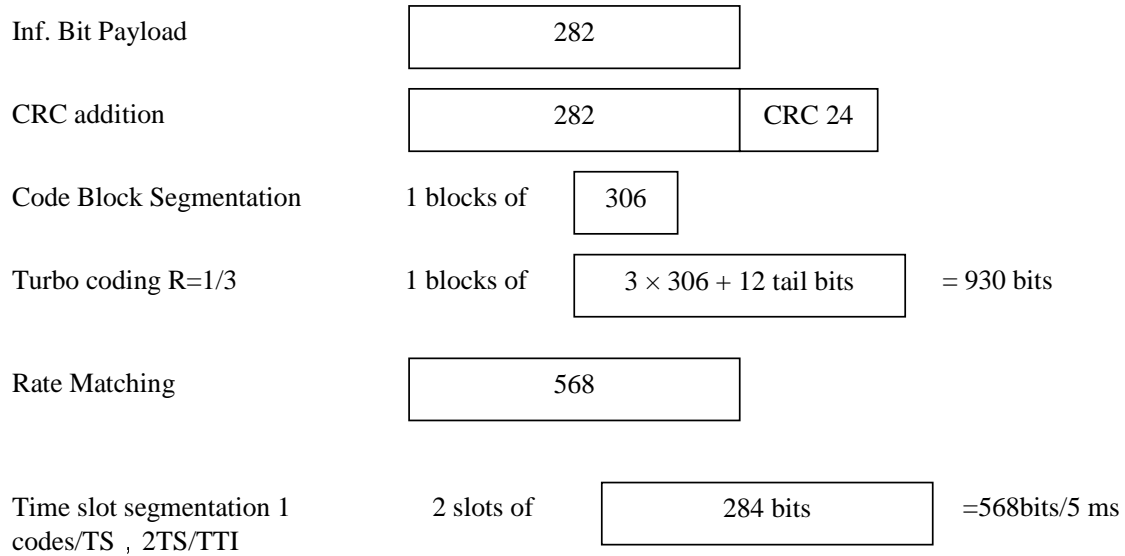 Inf. Bit Payload 282
CRC addition 282 CRC 24
Code Block Segmentation 1 blocks of 306
Turbo coding R=1/3 1 blocks of 3 × 306 + 12 tail bits = 930 bits
Rate Matching 568
Time slot segmentation 1 2 slots of 284 bits =568bits/5 ms
codes/TS , 2TS/TTI